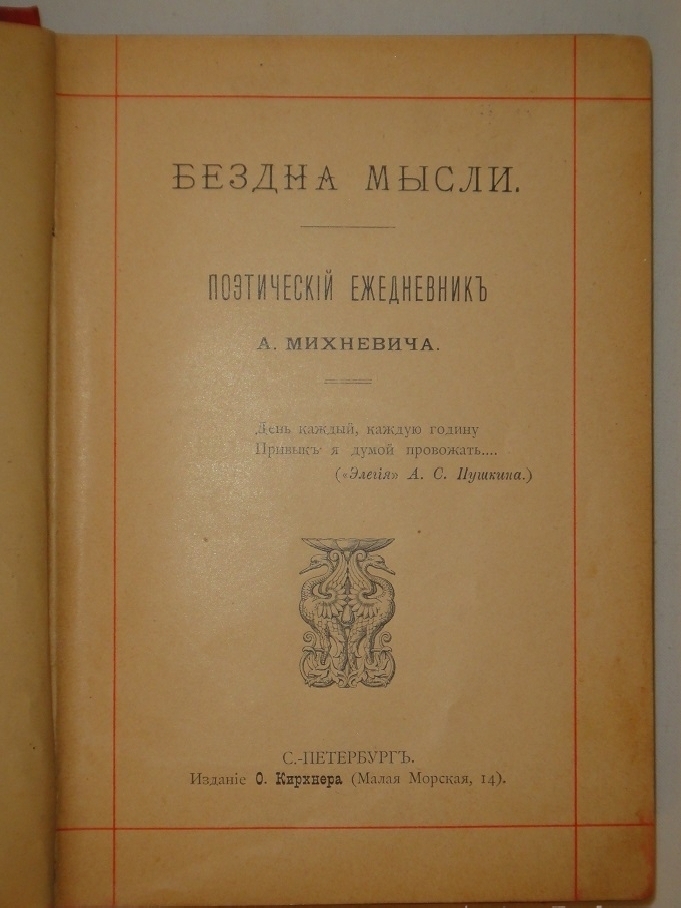 БЕЗДНА МЫСЛИ.
ПОЭТИЧЕСКІЙ ЕЖЕДНЕВНИКЪ
А. МИХНЕВИЧА.
День каждый, каждую годину
Привыкъ я думой провожать....
(«Элегія» А. С. Пушкина.)
С.-ПЕТЕРБУРГЪ.
Изданіе О. Кирхнера (Малая Морская, 14).